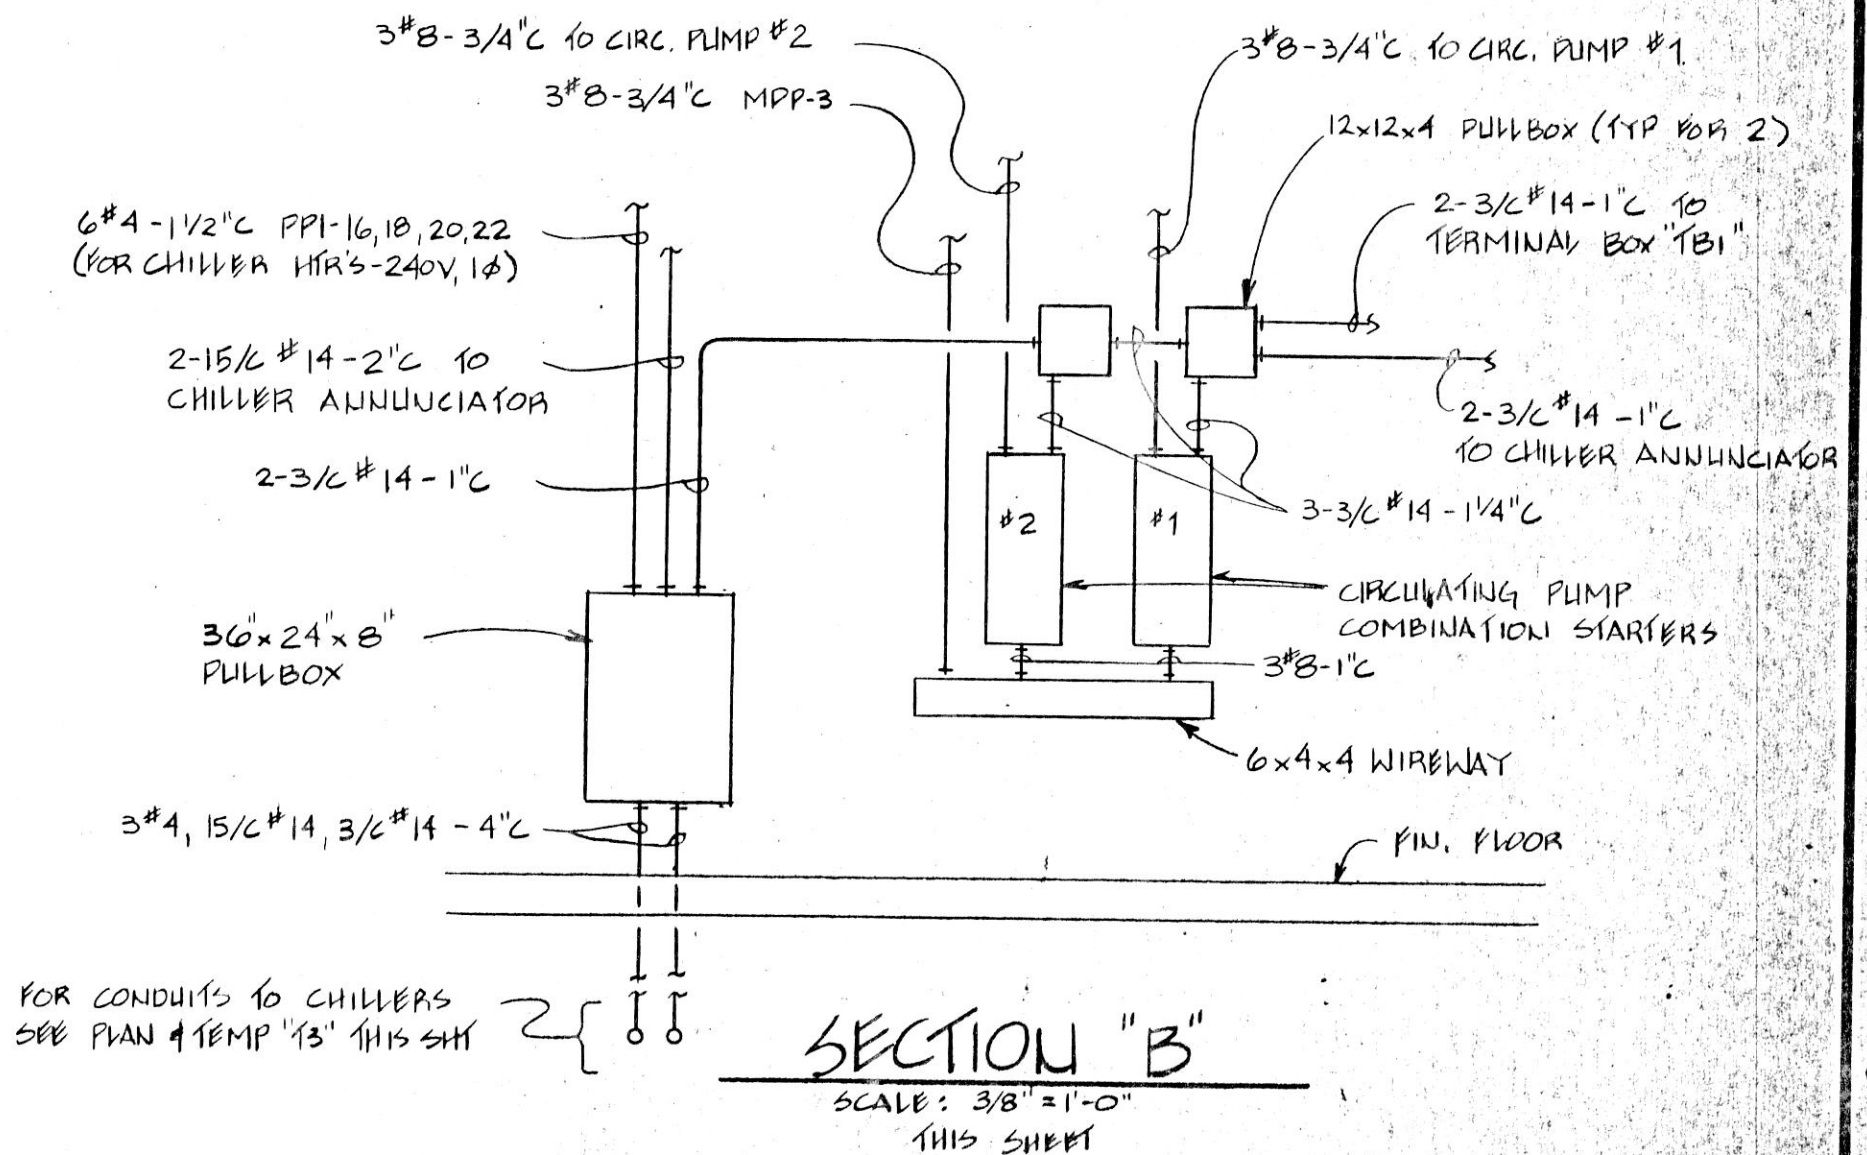 3#8-3/4"C TO CIRC. PUMP #2
3#8-3/4"C MDP-3
3#8-3/4"C TO CIRC. PUMP #1
12x12x4 PULLBOX (TYP FOR 2)
6#4-1 1/2"C PP1-16,18,20,22
(FOR CHILLER HTR'S-240V,1ϕ)
2-3/C #14-1"C TO
TERMINAL BOX "TB1"
2-15/C #14-2"C TO
CHILLER ANNUNCIATOR
2-3/C #14-1"C
TO CHILLER ANNUNCIATOR
2-3/C #14-1"C
3-3/C #14-1 1/4"C
#2
#1
CIRCULATING PUMP
COMBINATION STARTERS
36"x24"x8"
PULLBOX
3#8-1"C
6x4x4 WIREWAY
3#4, 15/C #14, 3/C #14-4"C
FIN. FLOOR
FOR CONDUITS TO CHILLERS
SEE PLAN & TEMP "T3" THIS SHT
SECTION "B"
SCALE: 3/8"=1'-0"
THIS SHEET